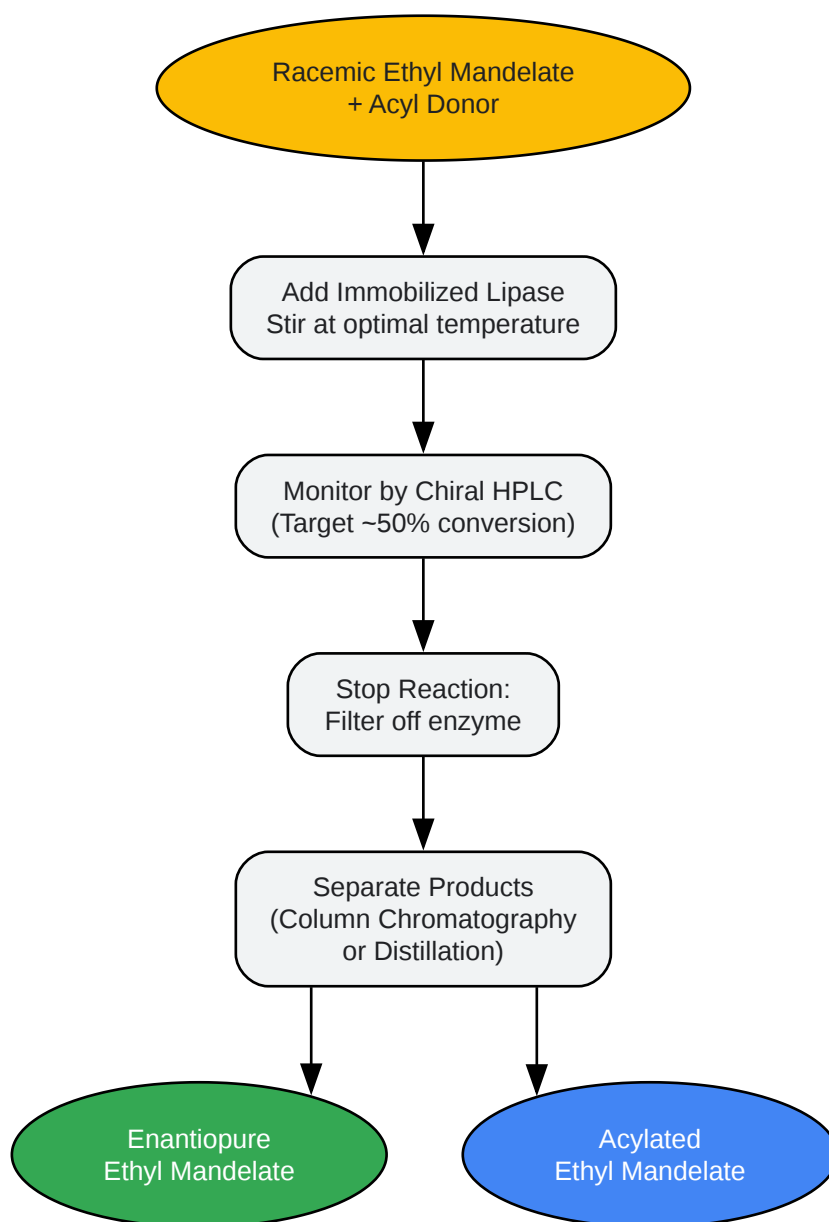 Racemic Ethyl Mandelate
+ Acyl Donor
Add Immobilized Lipase
Stir at optimal temperature
Monitor by Chiral HPLC
(Target ~50% conversion)
Stop Reaction:
Filter off enzyme
Separate Products
(Column Chromatography
or Distillation)
Enantiopure
Ethyl Mandelate
Acylated
Ethyl Mandelate